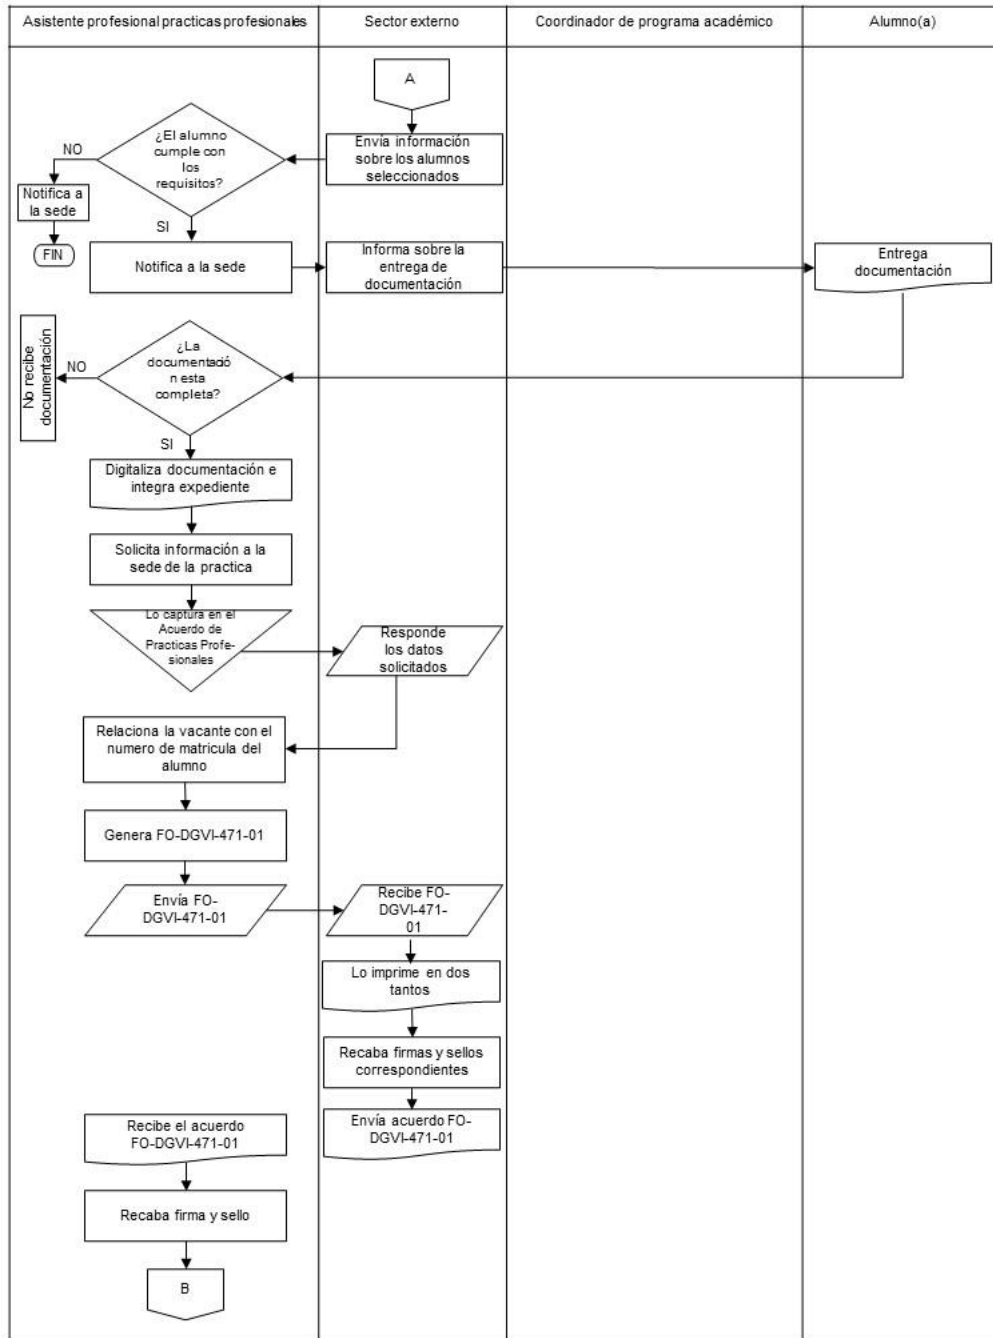 Asistente profesional practicas profesionales
Sector externo
Coordinador de programa académico
Alumno(a)
A
Envía información
sobre los alumnos
seleccionados
¿El alumno
cumple con
los
requisitos?
NO
Notifica a
la sede
FIN
SI
Notifica a la sede
Informa sobre la
entrega de
documentación
Entrega
documentación
¿La
documentació
n esta
completa?
NO
No recibe
documentación
SI
Digitaliza documentación e
integra expediente
Solicita información a la
sede de la practica
Lo captura en el
Acuerdo de
Practicas Profe-
sionales
Responde
los datos
solicitados
Relaciona la vacante con el
numero de matricula del
alumno
Genera FO-DGVI-471-01
Envía FO-
DGVI-471-01
Recibe FO-
DGVI-471-
01
Lo imprime en dos
tantos
Recaba firmas y sellos
correspondientes
Envía acuerdo FO-
DGVI-471-01
Recibe el acuerdo
FO-DGVI-471-01
Recaba firma y sello
B